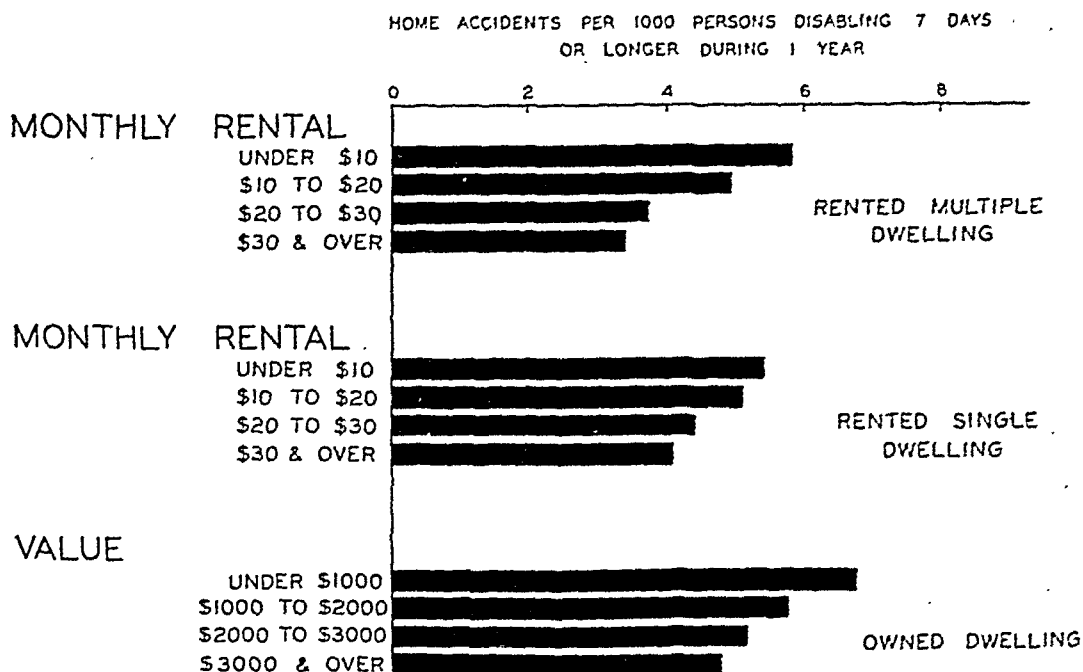 HOME ACCIDENTS PER 1000 PERSONS DISABLING 7 DAYS
OR LONGER DURING 1 YEAR
0 2 4 6 8
MONTHLY RENTAL
UNDER $10
$10 TO $20
$20 TO $30
$30 & OVER
RENTED MULTIPLE
DWELLING
MONTHLY RENTAL
UNDER $10
$10 TO $20
$20 TO $30
$30 & OVER
RENTED SINGLE
DWELLING
VALUE
UNDER $1000
$1000 TO $2000
$2000 TO $3000
$3000 & OVER
OWNED DWELLING